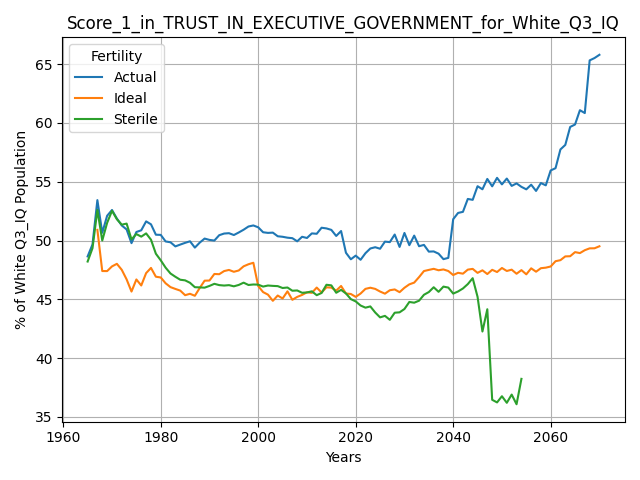 Score_1_in_TRUST_IN_EXECUTIVE_GOVERNMENT_for_White_Q3_IQ
Fertility
Actual
Ideal
Sterile
% of White Q3_IQ Population
65
60
55
50
45
40
35
1960
1980
2000
2020
2040
2060
Years